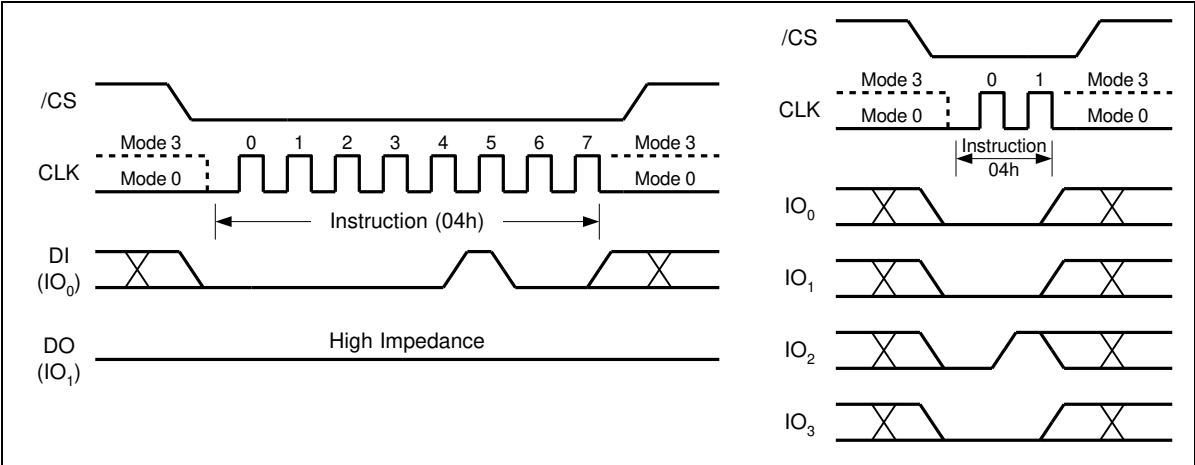 /CS
Mode 3 0 1 2 3 4 5 6 7 Mode 3
CLK
Mode 0 Mode 0
Instruction (04h)
DI
(IO0)
High Impedance
DO
(IO1)
/CS
Mode 3 0 1 Mode 3
CLK
Mode 0 Mode 0
Instruction
04h
IO0
IO1
IO2
IO3